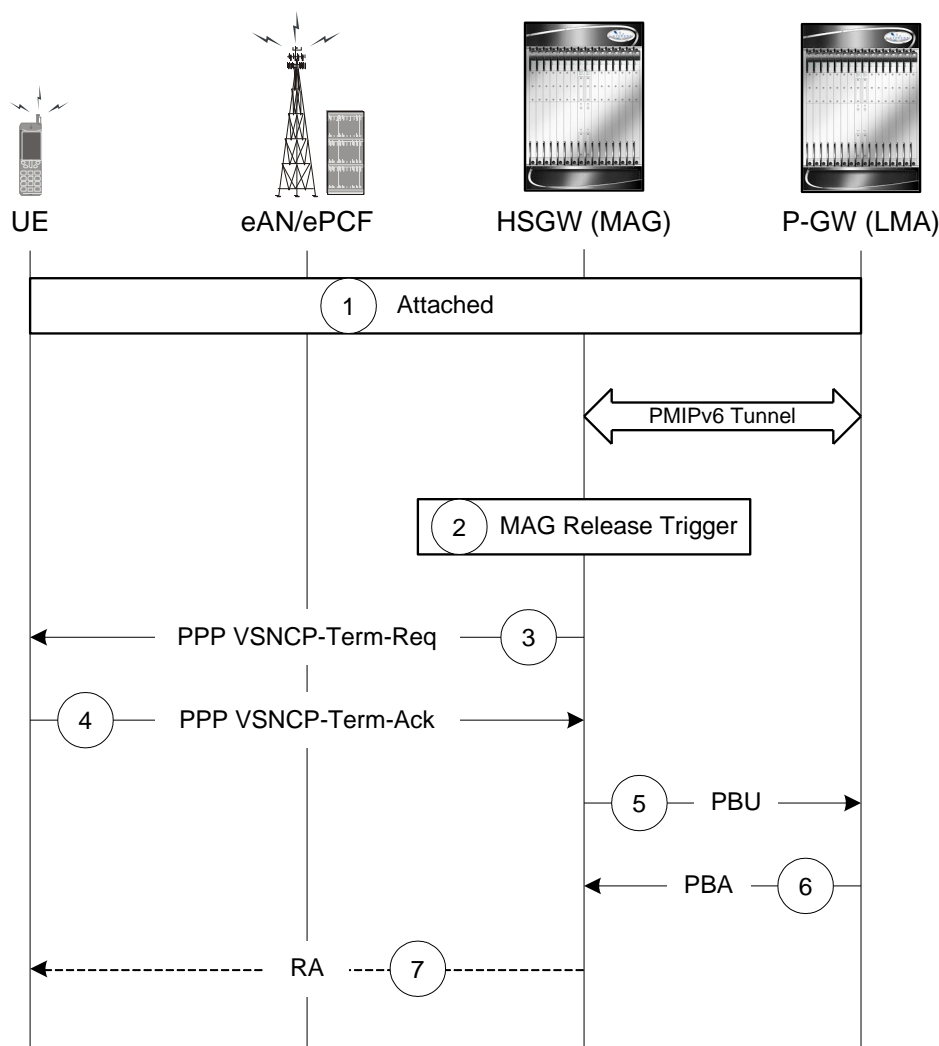 UE
eAN/ePCF
HSGW (MAG)
P-GW (LMA)
1 Attached
PMIPv6 Tunnel
2 MAG Release Trigger
PPP VSNCP-Term-Req 3
4 PPP VSNCP-Term-Ack
5 PBU
PBA 6
RA 7